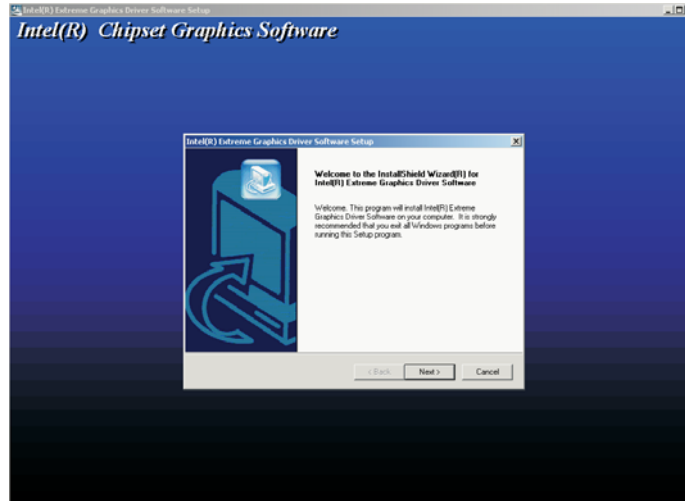 Intel(R) Extreme Graphics Driver Software Setup
Intel(R) Chipset Graphics Software
Intel(R) Extreme Graphics Driver Software Setup
Welcome to the InstallShield Wizard(R) for
Intel(R) Extreme Graphics Driver Software
Welcome. This program will install Intel(R) Extreme
Graphics Driver Software on your computer. It is strongly
recommended that you exit all Windows programs before
running this Setup program.
< Back Next > Cancel